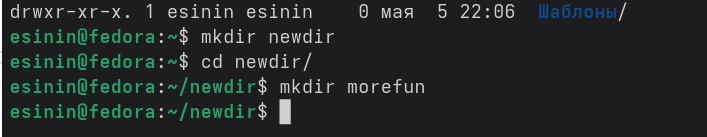 drwxr-xr-x. 1 esinin esinin    0 мая  5 22:06  Шаблоны/
esinin@fedora:~$ mkdir newdir
esinin@fedora:~$ cd newdir/
esinin@fedora:~/newdir$ mkdir morefun
esinin@fedora:~/newdir$